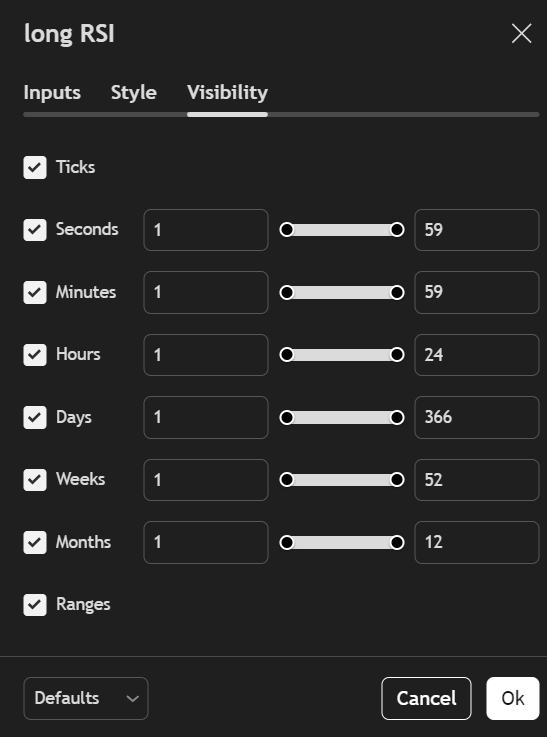 long RSI
Inputs Style Visibility
Ticks
Seconds 1 59
Minutes 1 59
Hours 1 24
Days 1 366
Weeks 1 52
Months 1 12
Ranges
Defaults Cancel Ok